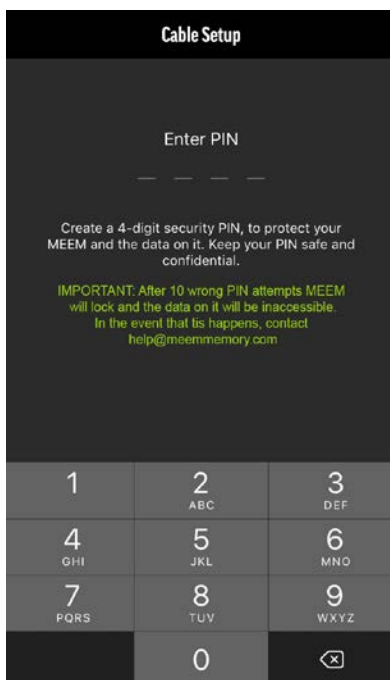 Cable Setup
Enter PIN
Create a 4-digit security PIN, to protect your
MEEM and the data on it. Keep your PIN safe and
confidential.
IMPORTANT: After 10 wrong PIN attempts MEEM
will lock and the data on it will be inaccessible.
In the event that tis happens, contact
help@meemmemory.com
1 2 3
ABC DEF
4 5 6
GHI JKL MNO
7 8 9
PQRS TUV WXYZ
0